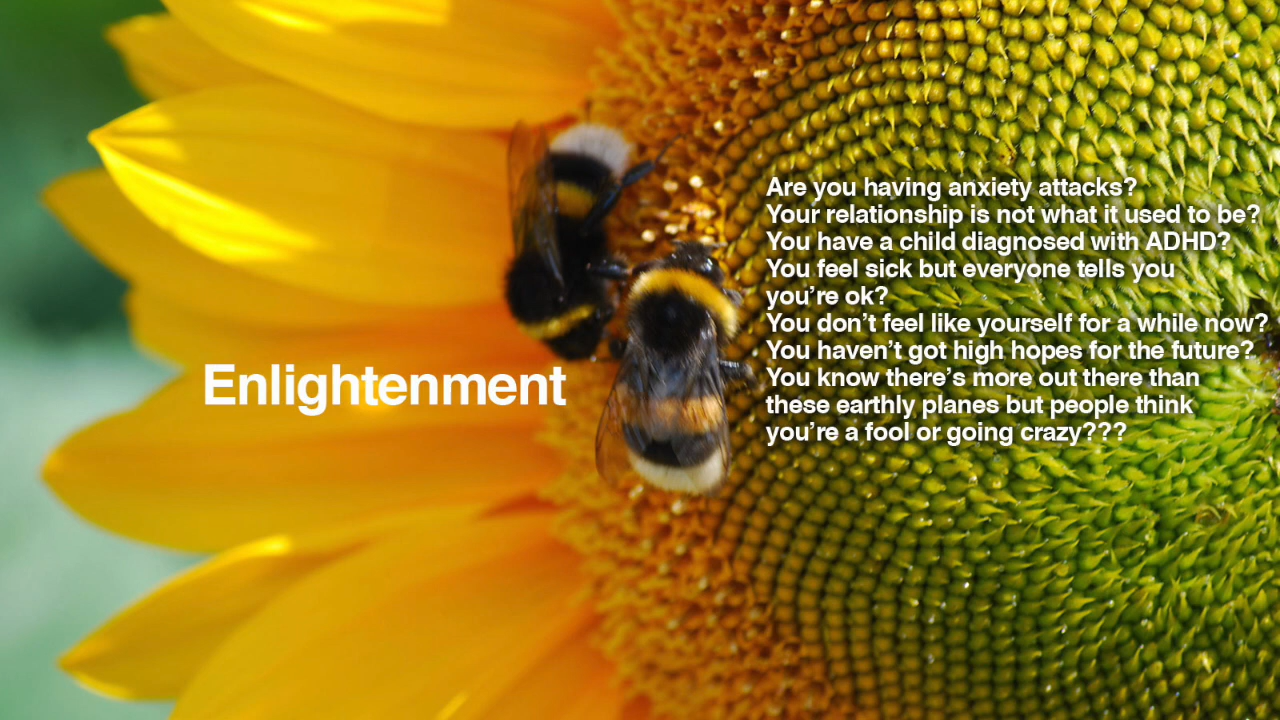 Enlightenment
Are you having anxiety attacks?
Your relationship is not what it used to be?
You have a child diagnosed with ADHD?
You feel sick but everyone tells you
you’re ok?
You don’t feel like yourself for a while now?
You haven’t got high hopes for the future?
You know there’s more out there than
these earthly planes but people think
you’re a fool or going crazy???